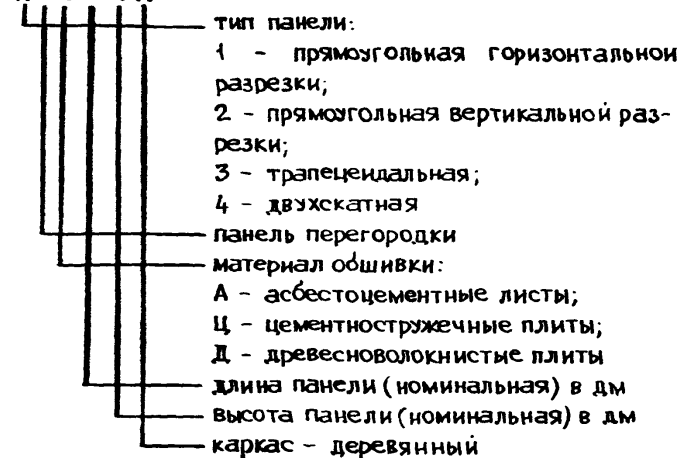 тип панели:
1 - прямоугольная горизонтальной
разрезки;
2 - прямоугольная вертикальной раз-
резки;
3 - трапецеидальная;
4 - двухскатная
панель перегородки
материал обшивки:
А - асбестоцементные листы;
Ц - цементностружечные плиты;
Д - древесноволокнистые плиты
длина панели (номинальная) в дм
высота панели (номинальная) в дм
каркас - деревянный